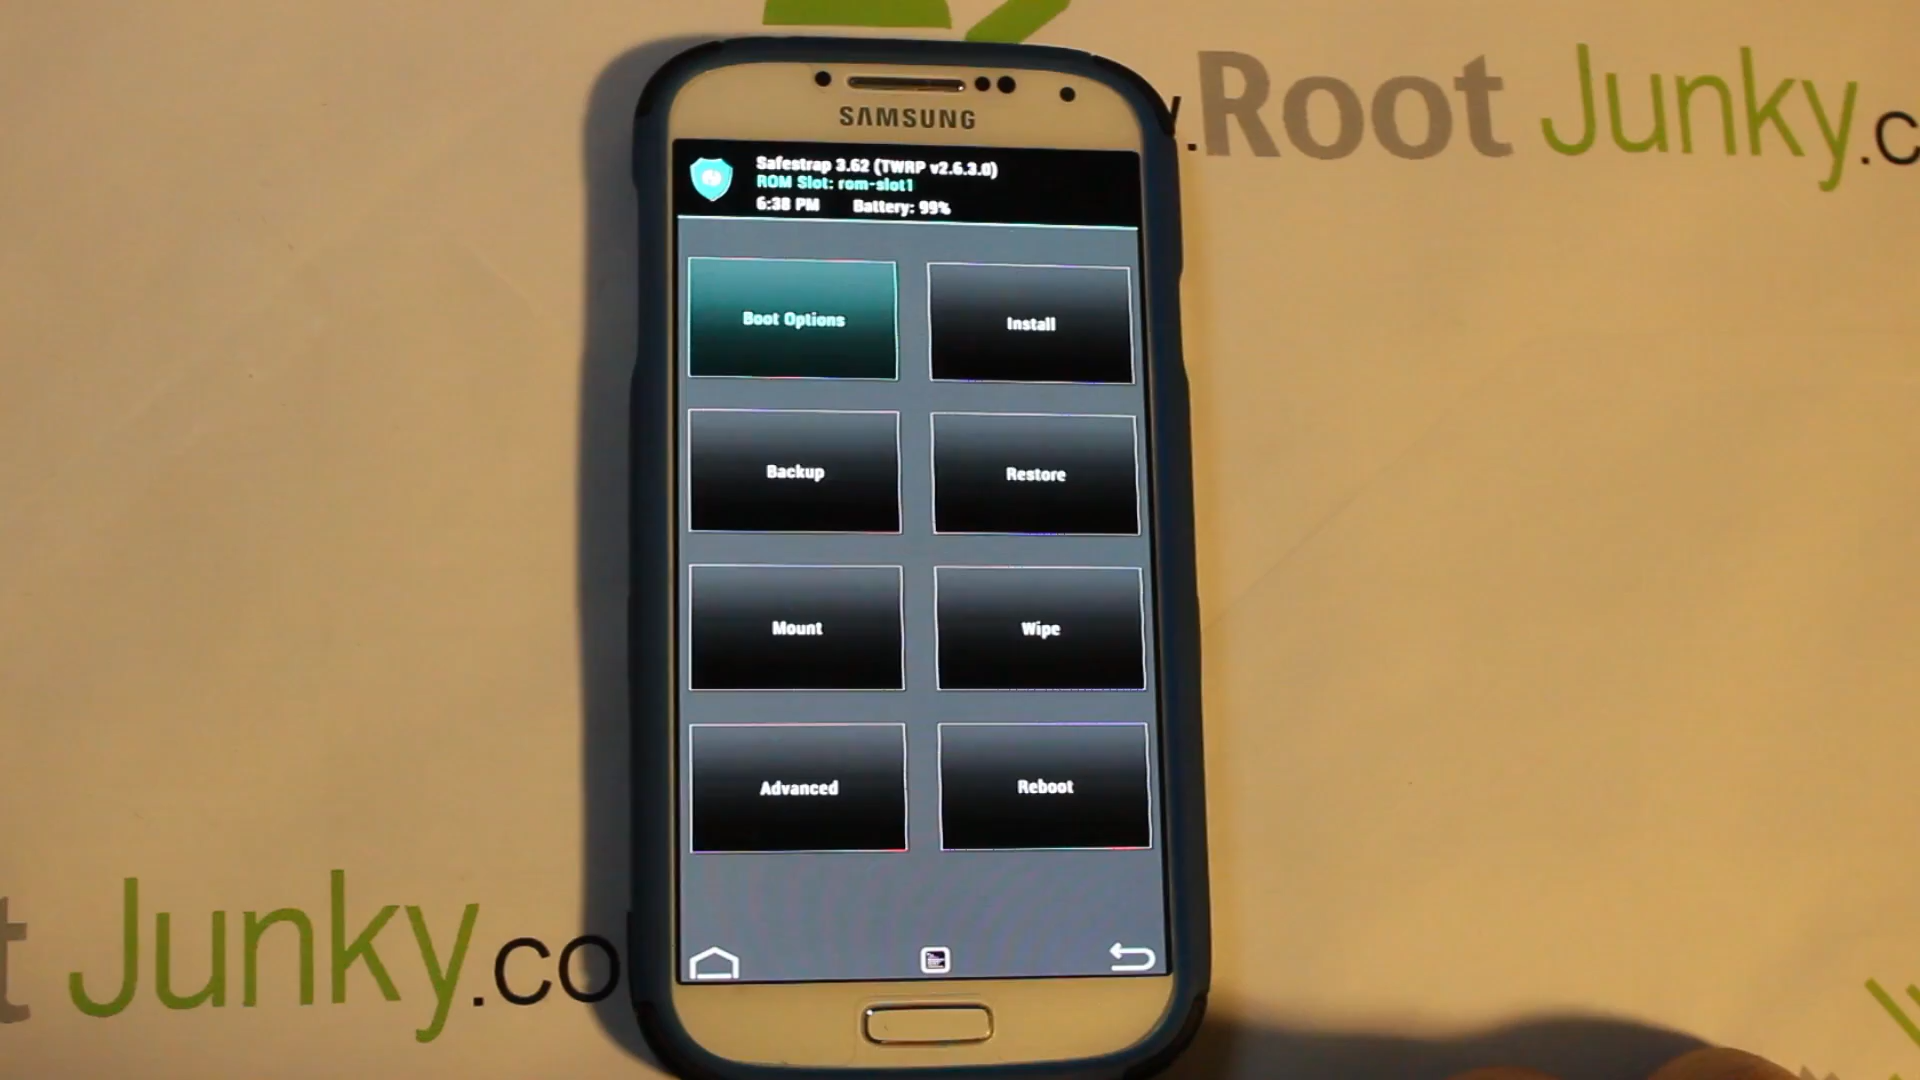 Root Junky.c
SAMSUNG
Safestrap 3.62 (TWRP v2.6.3.0)
ROM Slot: rom-slot1
6:38 PM Battery: 99%
Boot Options
Install
Backup
Restore
Mount
Wipe
Advanced
Reboot
t Junky.co